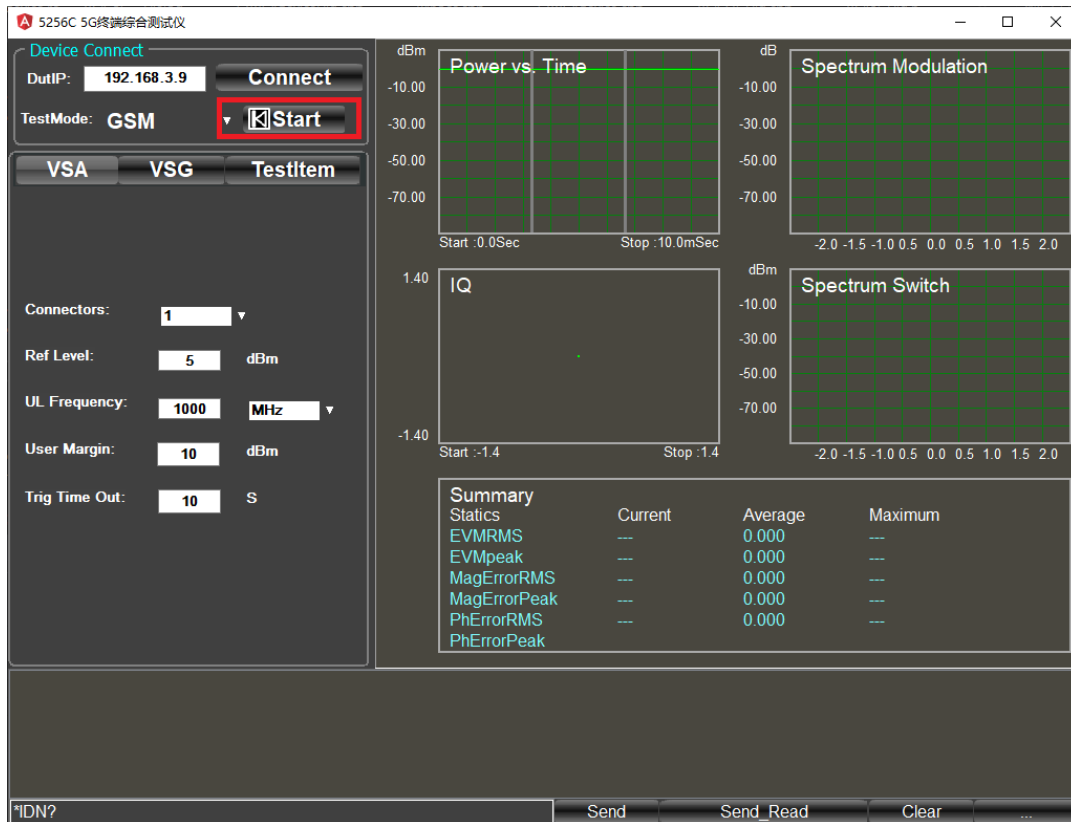 5256C 5G终端综合测试仪
Device Connect
DutIP: 192.168.3.9 Connect
TestMode: GSM Start
VSA VSG TestItem
Connectors: 1
Ref Level: 5 dBm
UL Frequency: 1000 MHz
User Margin: 10 dBm
Trig Time Out: 10 S
dBm
Power vs. Time
-10.00
-30.00
-50.00
-70.00
Start :0.0Sec Stop :10.0mSec
dB
Spectrum Modulation
-10.00
-30.00
-50.00
-70.00
-2.0 -1.5 -1.0 0.5 0.0 0.5 1.0 1.5 2.0
1.40
IQ
-1.40
Start :-1.4 Stop :1.4
dBm
Spectrum Switch
-10.00
-30.00
-50.00
-70.00
-2.0 -1.5 -1.0 0.5 0.0 0.5 1.0 1.5 2.0
Summary
Statics Current Average Maximum
EVMRMS --- 0.000 ---
EVMpeak --- 0.000 ---
MagErrorRMS --- 0.000 ---
MagErrorPeak --- 0.000 ---
PhErrorRMS --- 0.000 ---
PhErrorPeak
*IDN? Send Send_Read Clear ...